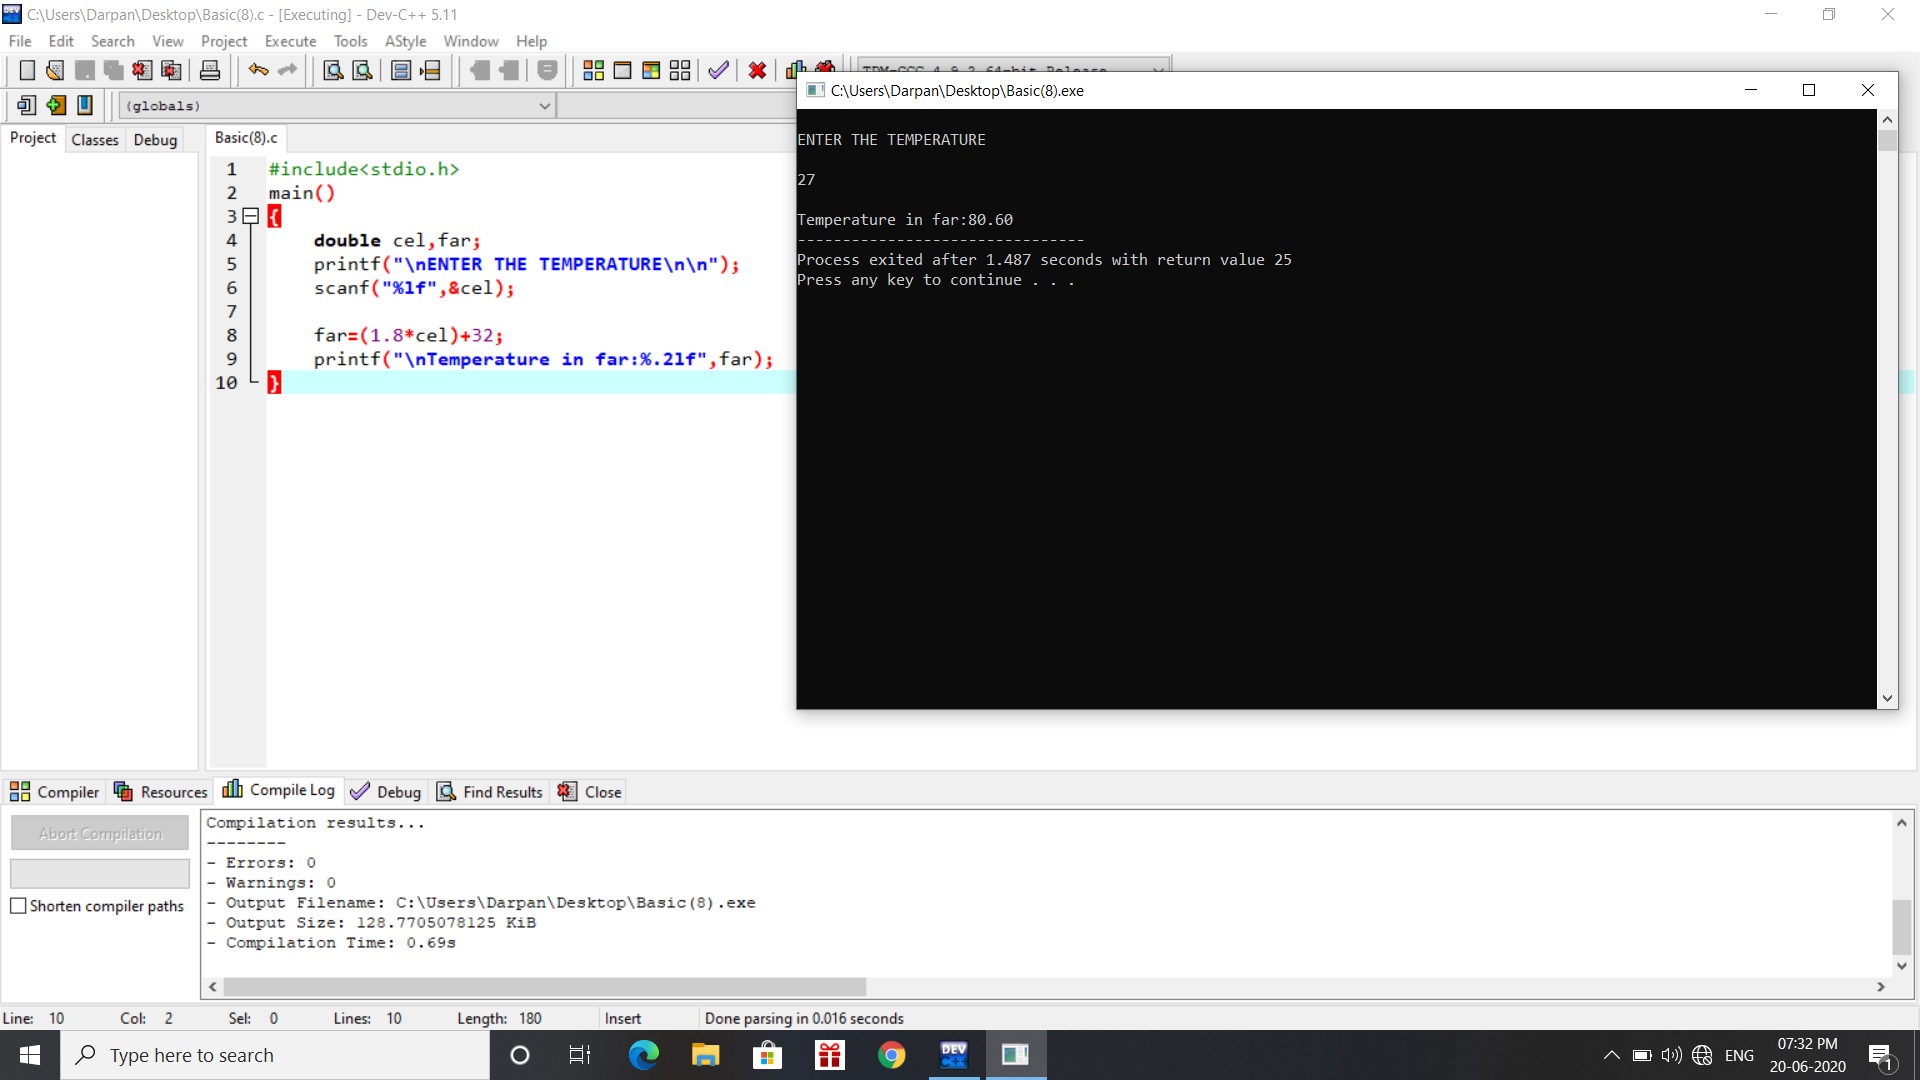 C:\Users\Darpan\Desktop\Basic(8).c - [Executing] - Dev-C++ 5.11
File Edit Search View Project Execute Tools AStyle Window Help
TDM-GCC 4.9.2 64-bit Release
(globals)
Project Classes Debug
Basic(8).c
1 #include<stdio.h>
2 main()
3 {
4 double cel,far;
5 printf("\nENTER THE TEMPERATURE\n\n");
6 scanf("%lf",&cel);
7
8 far=(1.8*cel)+32;
9 printf("\nTemperature in far:%.2lf",far);
10 }
C:\Users\Darpan\Desktop\Basic(8).exe
ENTER THE TEMPERATURE
27
Temperature in far:80.60
--------------------------------
Process exited after 1.487 seconds with return value 25
Press any key to continue . . .
Compiler Resources Compile Log Debug Find Results Close
Abort Compilation
Shorten compiler paths
Compilation results...
--------
- Errors: 0
- Warnings: 0
- Output Filename: C:\Users\Darpan\Desktop\Basic(8).exe
- Output Size: 128.7705078125 KiB
- Compilation Time: 0.69s
Line: 10 Col: 2 Sel: 0 Lines: 10 Length: 180 Insert Done parsing in 0.016 seconds
Type here to search
DEV C++
ENG
07:32 PM
20-06-2020
1